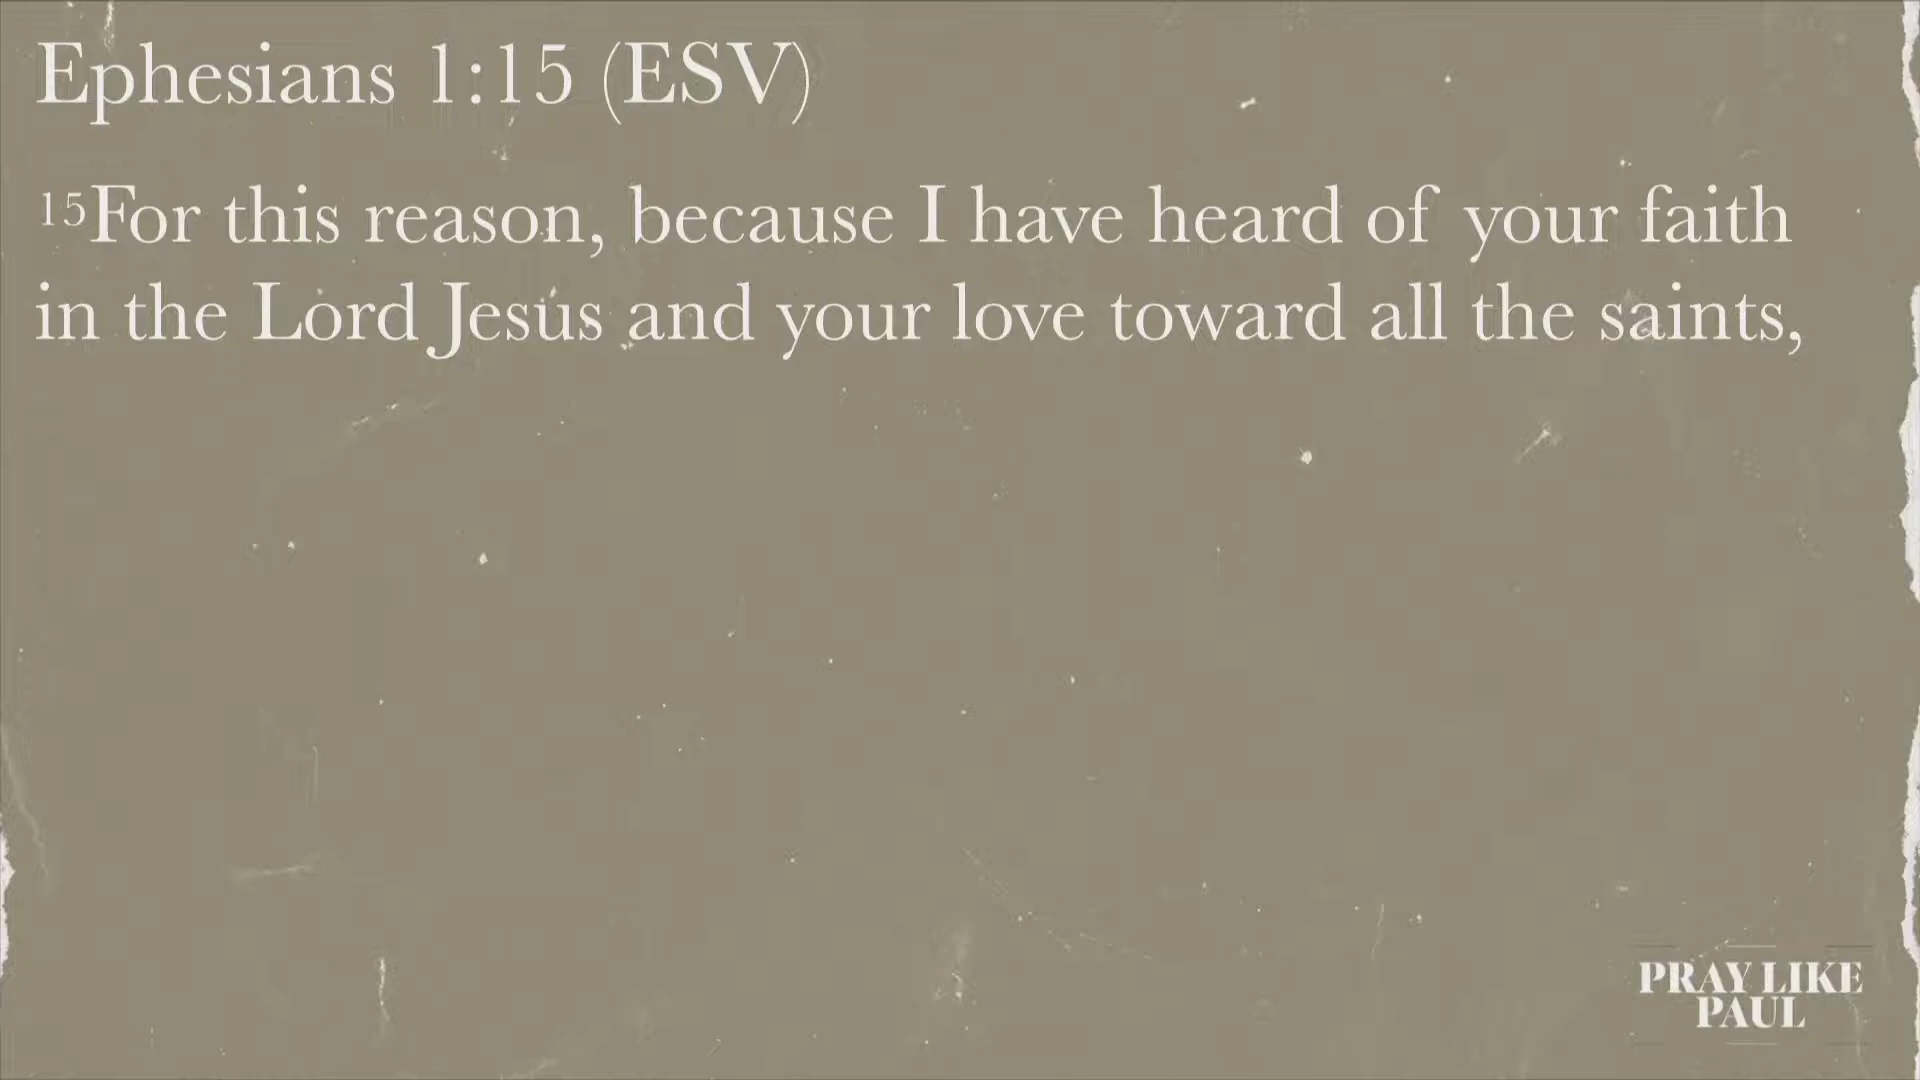 Ephesians 1:15 (ESV)
15For this reason, because I have heard of your faith
in the Lord Jesus and your love toward all the saints,
PRAY LIKE
PAUL